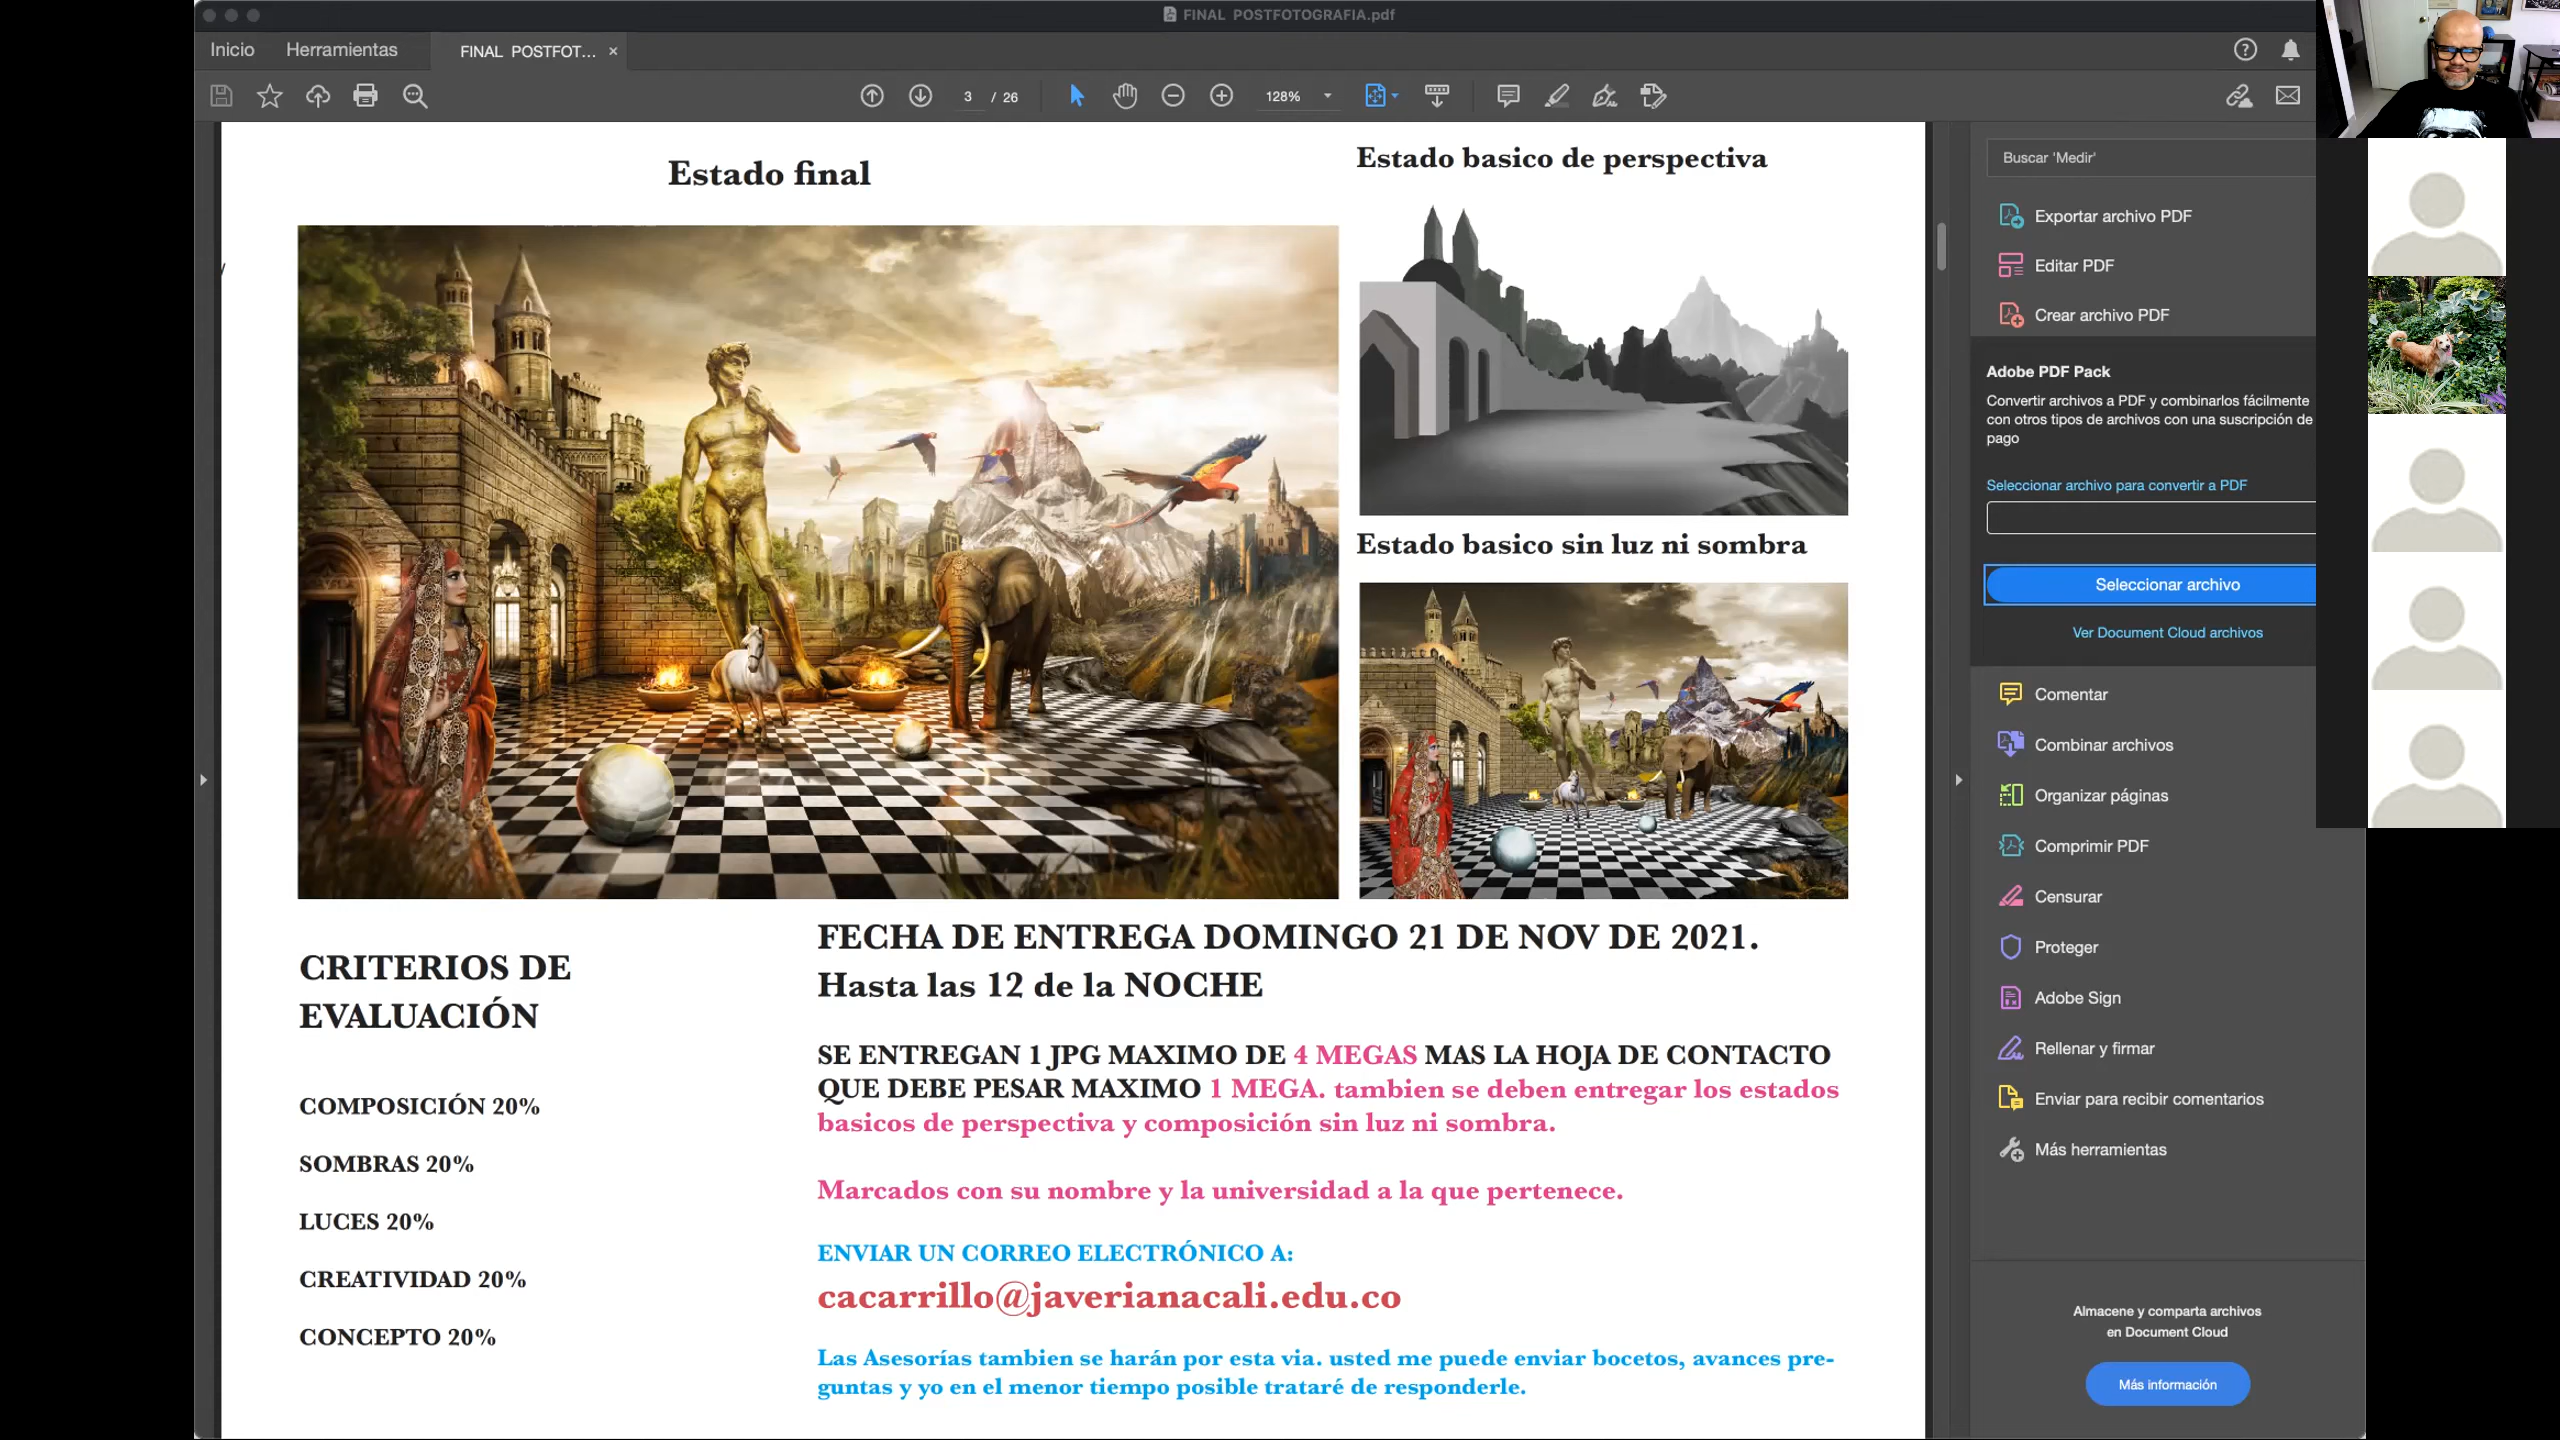 FINAL POSTFOTOGRAFIA.pdf
Inicio
Herramientas
FINAL POSTFOT... ×
3 / 26
128%
Estado final
Estado basico de perspectiva
Estado basico sin luz ni sombra
CRITERIOS DE
EVALUACIÓN
COMPOSICIÓN 20%
SOMBRAS 20%
LUCES 20%
CREATIVIDAD 20%
CONCEPTO 20%
FECHA DE ENTREGA DOMINGO 21 DE NOV DE 2021.
Hasta las 12 de la NOCHE
SE ENTREGAN 1 JPG MAXIMO DE 4 MEGAS MAS LA HOJA DE CONTACTO
QUE DEBE PESAR MAXIMO 1 MEGA. tambien se deben entregar los estados
basicos de perspectiva y composición sin luz ni sombra.
Marcados con su nombre y la universidad a la que pertenece.
ENVIAR UN CORREO ELECTRÓNICO A:
cacarrillo@javerianacali.edu.co
Las Asesorías tambien se harán por esta via. usted me puede enviar bocetos, avances pre-
guntas y yo en el menor tiempo posible trataré de responderle.
Buscar 'Medir'
Exportar archivo PDF
Editar PDF
Crear archivo PDF
Adobe PDF Pack
Convertir archivos a PDF y combinarlos fácilmente
con otros tipos de archivos con una suscripción de
pago
Seleccionar archivo para convertir a PDF
Seleccionar archivo
Ver Document Cloud archivos
Comentar
Combinar archivos
Organizar páginas
Comprimir PDF
Censurar
Proteger
Adobe Sign
Rellenar y firmar
Enviar para recibir comentarios
Más herramientas
Almacene y comparta archivos
en Document Cloud
Más información